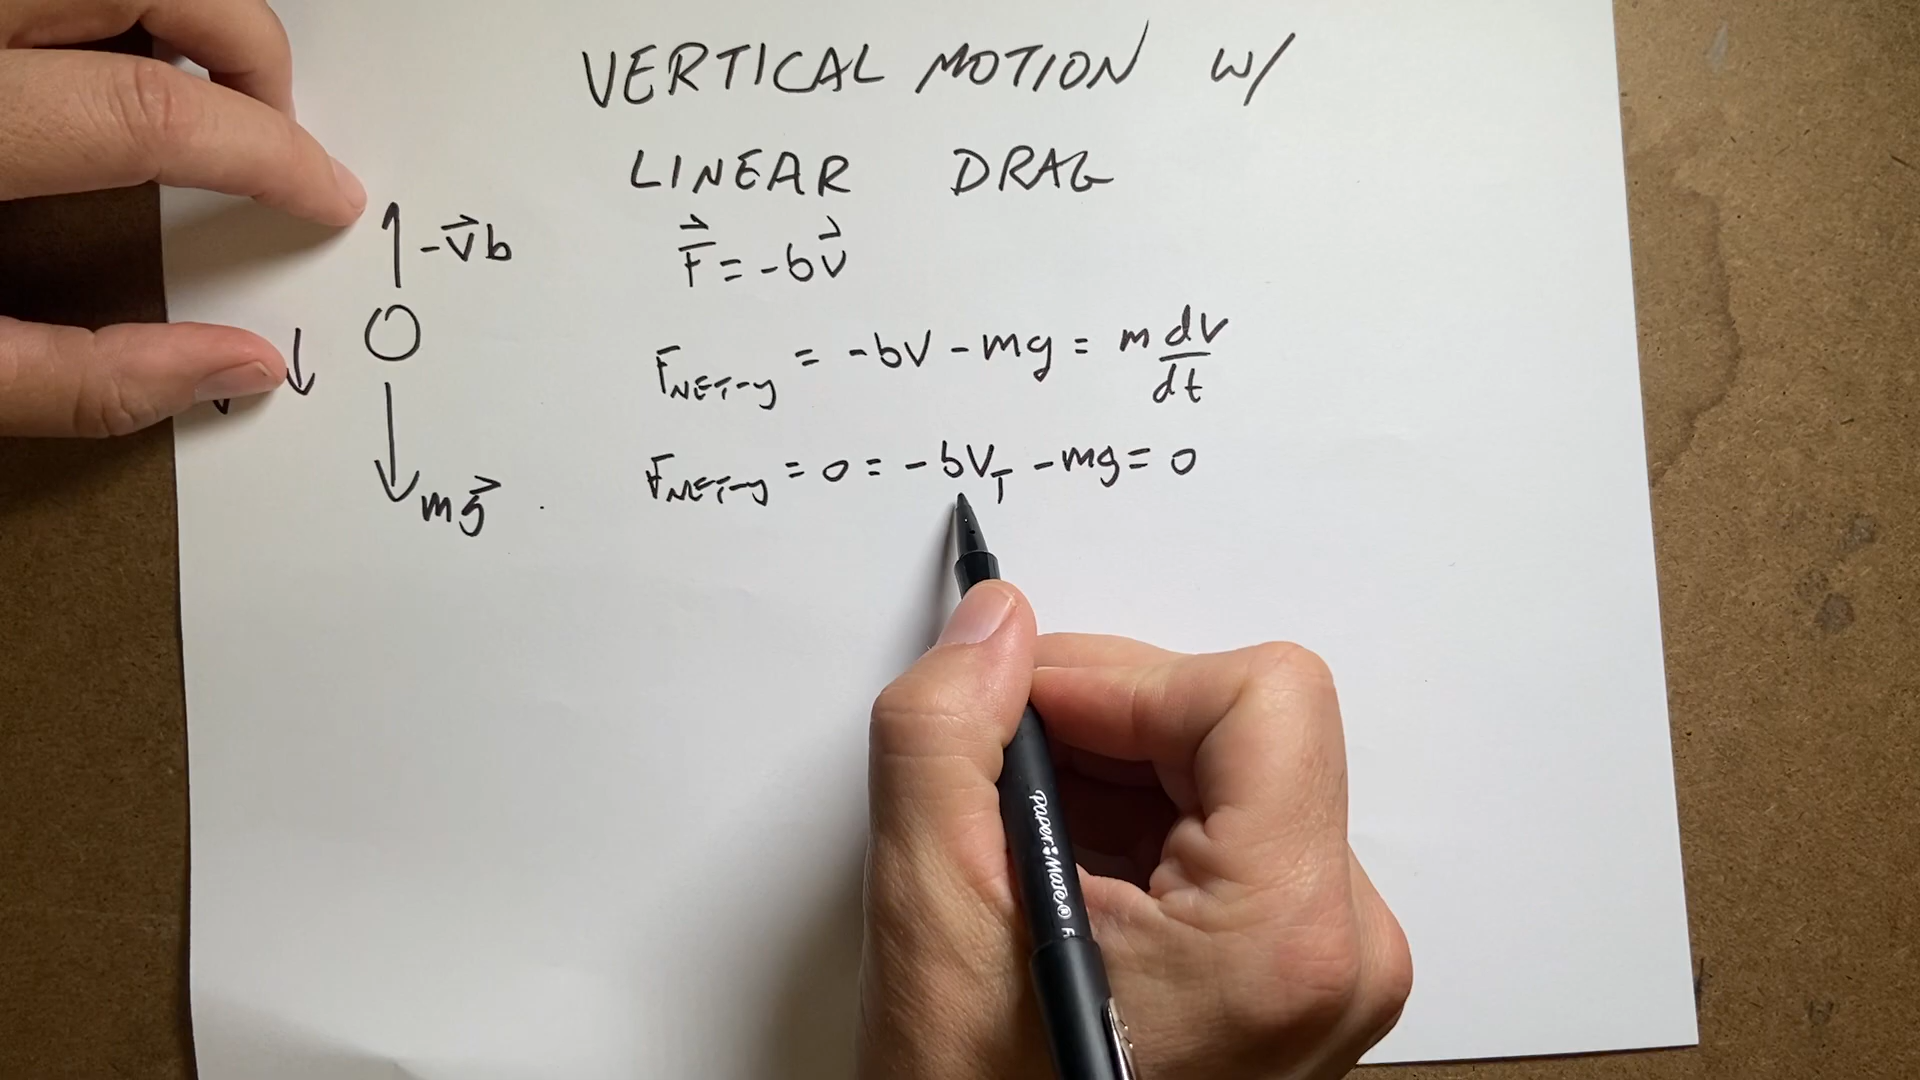 VERTICAL MOTION W/
LINEAR DRAG
-v⃗b
F⃗ = -bv⃗
F_NET-y = -bv - mg = m dv/dt
F_NET-y = 0 = -bv_T - mg = 0
mg⃗
paper:mate®